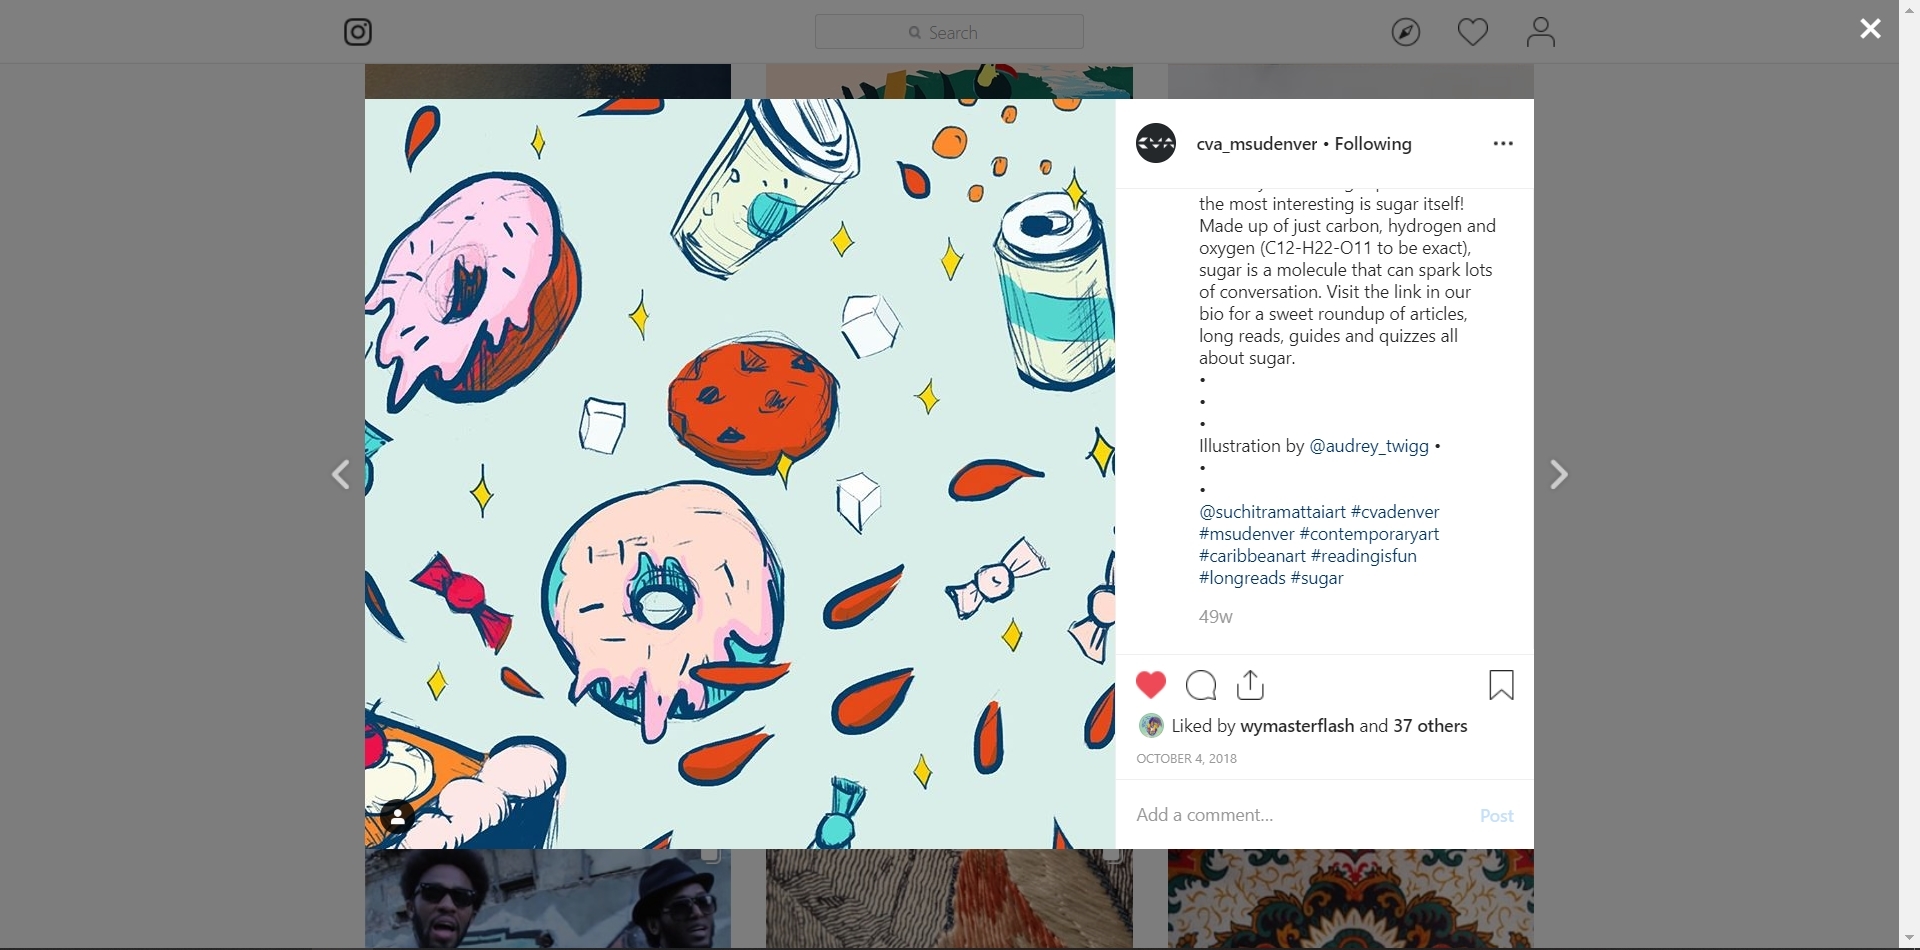 Search
CVA
cva_msudenver • Following
the most interesting is sugar itself!
Made up of just carbon, hydrogen and
oxygen (C12-H22-O11 to be exact),
sugar is a molecule that can spark lots
of conversation. Visit the link in our
bio for a sweet roundup of articles,
long reads, guides and quizzes all
about sugar.
•
•
•
Illustration by @audrey_twigg •
•
•
@suchitramattaiart #cvadenver
#msudenver #contemporaryart
#caribbeanart #readingisfun
#longreads #sugar
49w
Liked by wymasterflash and 37 others
OCTOBER 4, 2018
Add a comment...
Post